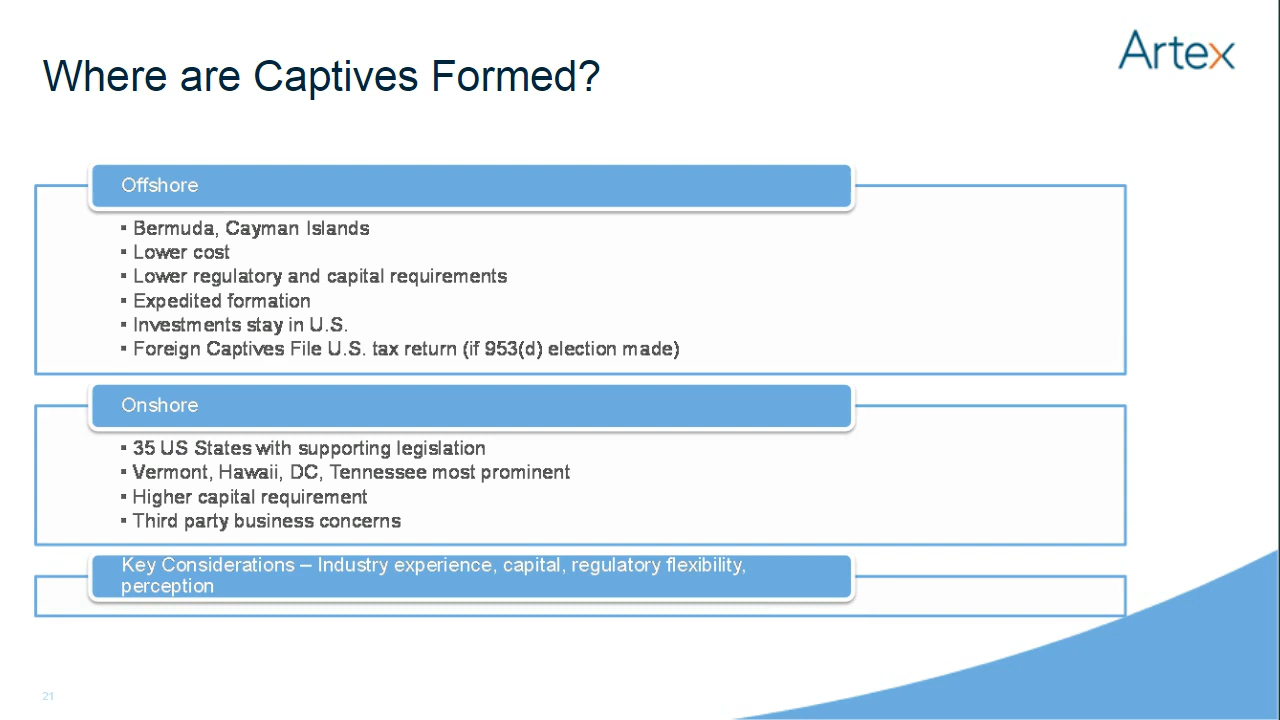 Artex
Where are Captives Formed?
Offshore
▪ Bermuda, Cayman Islands
▪ Lower cost
▪ Lower regulatory and capital requirements
▪ Expedited formation
▪ Investments stay in U.S.
▪ Foreign Captives File U.S. tax return (if 953(d) election made)
Onshore
▪ 35 US States with supporting legislation
▪ Vermont, Hawaii, DC, Tennessee most prominent
▪ Higher capital requirement
▪ Third party business concerns
Key Considerations – Industry experience, capital, regulatory flexibility,
perception
21